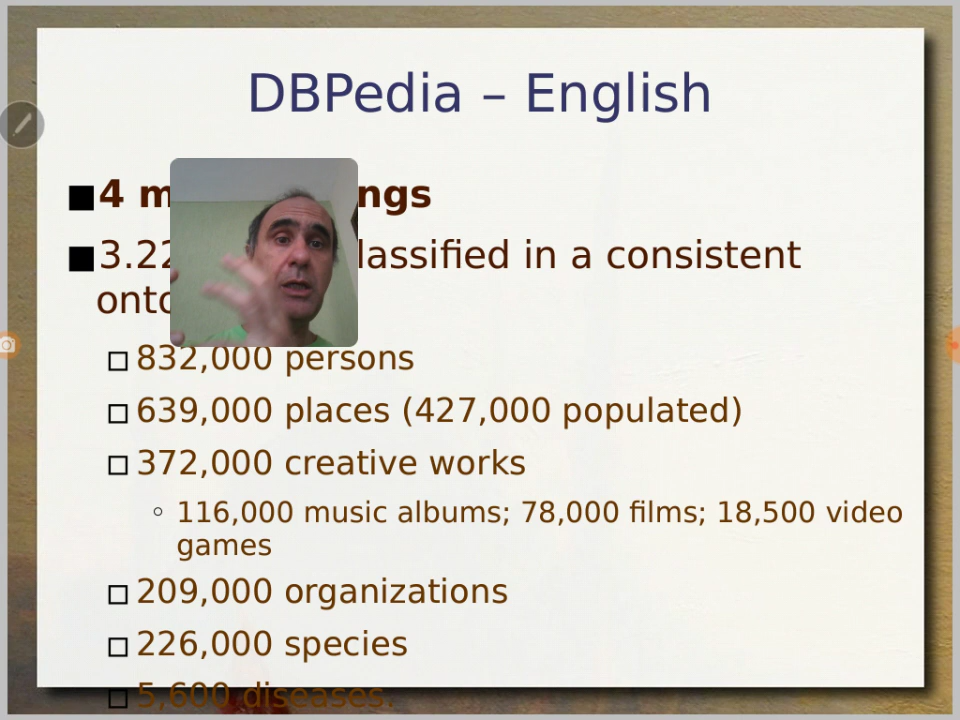 DBPedia – English
4 m ngs
3.22 lassified in a consistent
onto
832,000 persons
639,000 places (427,000 populated)
372,000 creative works
116,000 music albums; 78,000 films; 18,500 video
games
209,000 organizations
226,000 species
5,600 diseases.